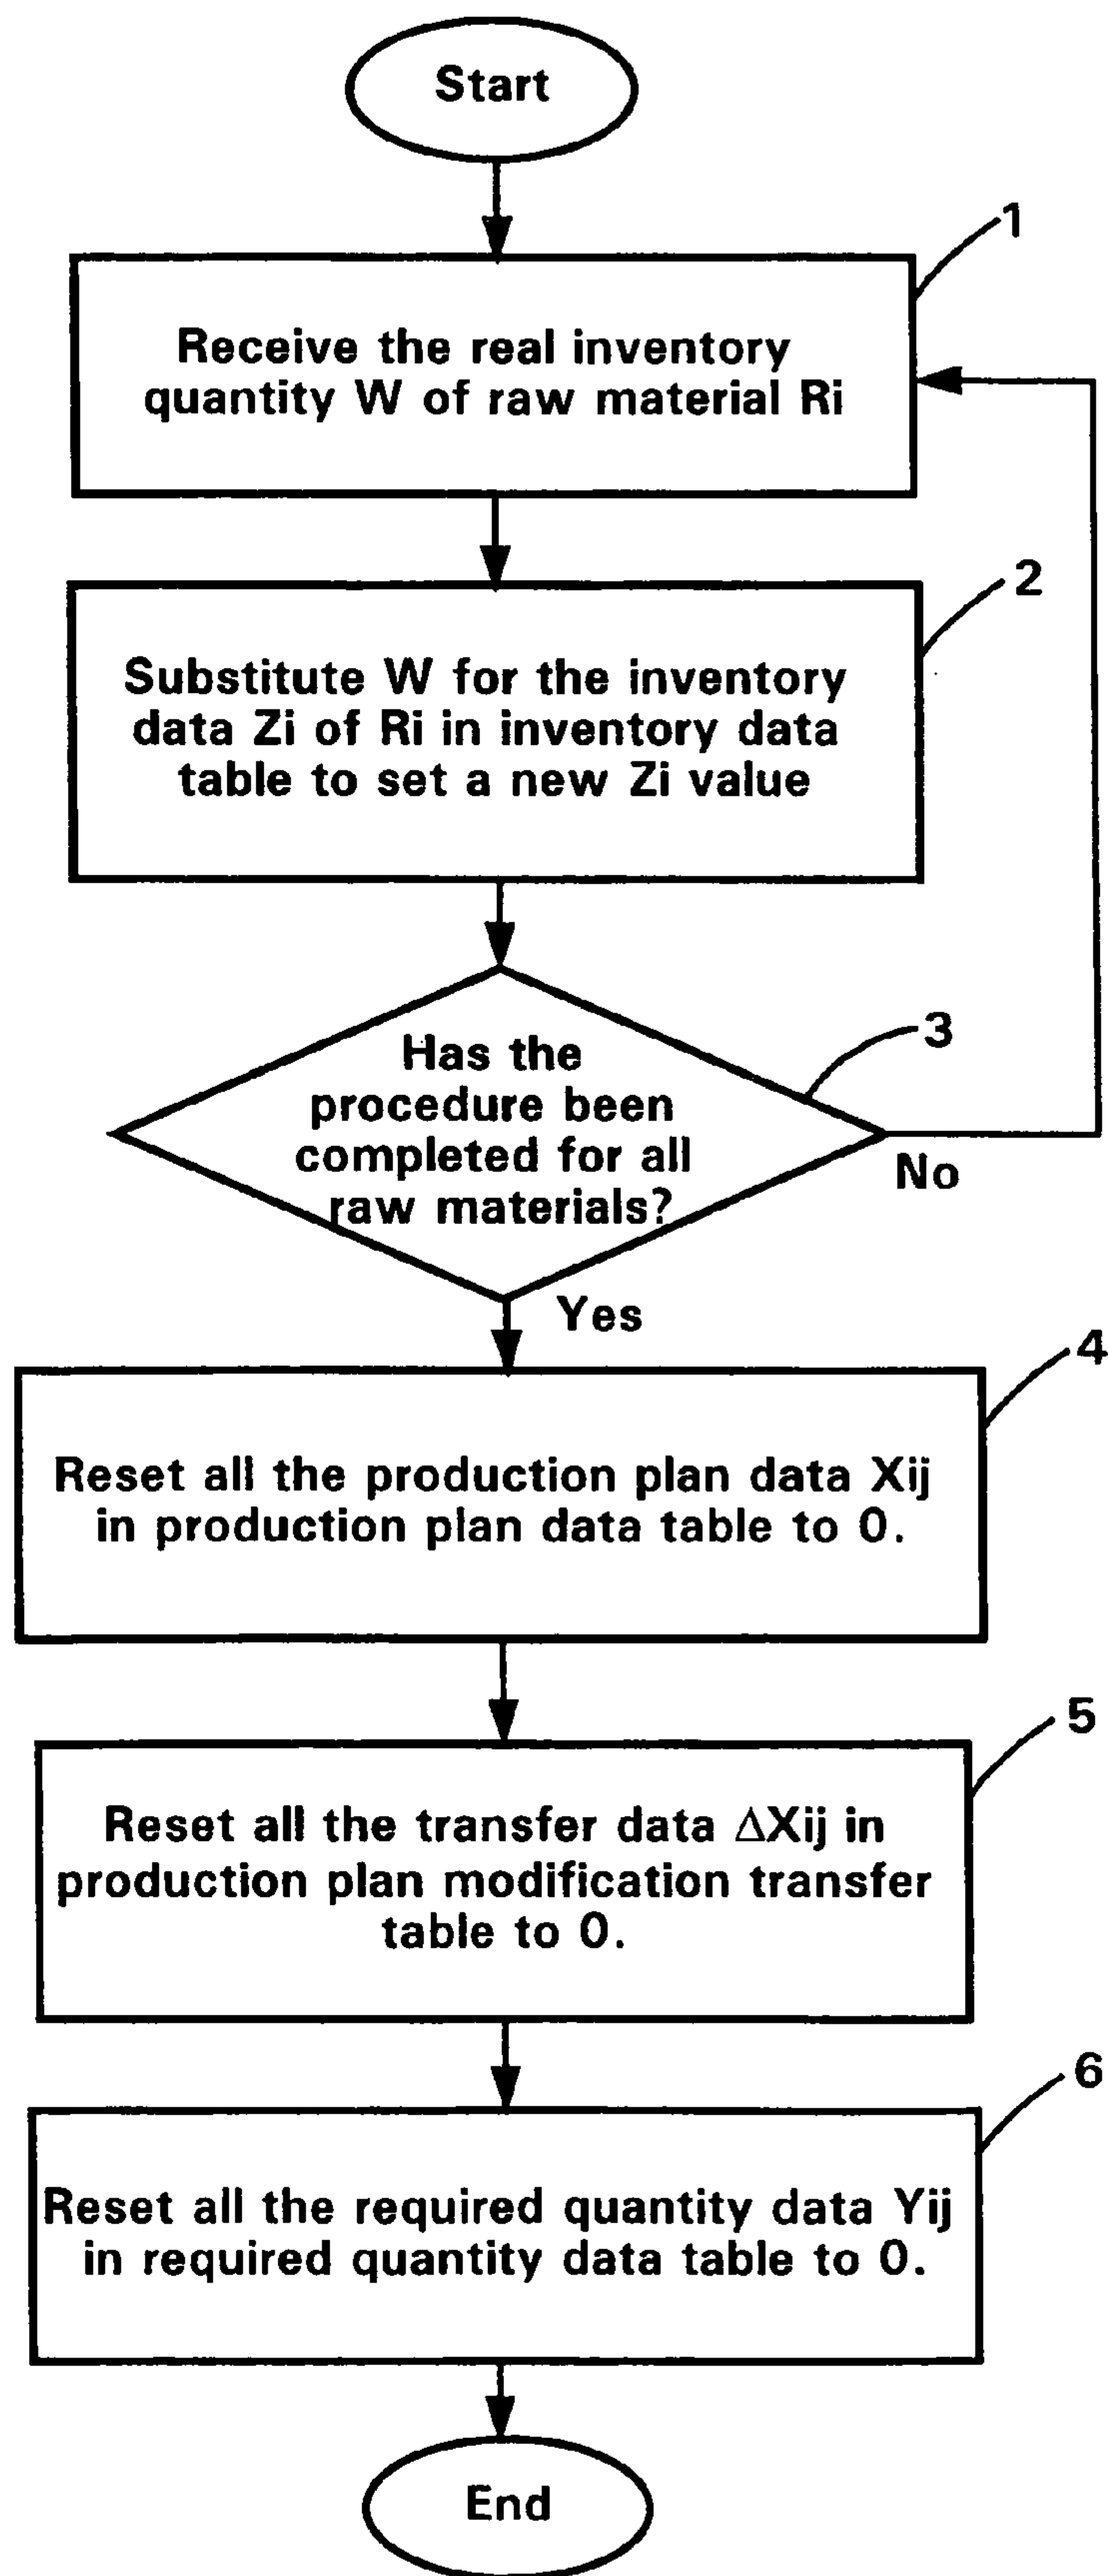 Start
1
Receive the real inventory
quantity W of raw material Ri
2
Substitute W for the inventory
data Zi of Ri in inventory data
table to set a new Zi value
3
Has the
procedure been
completed for all
raw materials?
No
Yes
4
Reset all the production plan data Xij
in production plan data table to 0.
5
Reset all the transfer data ΔXij in
production plan modification transfer
table to 0.
6
Reset all the required quantity data Yij
in required quantity data table to 0.
End